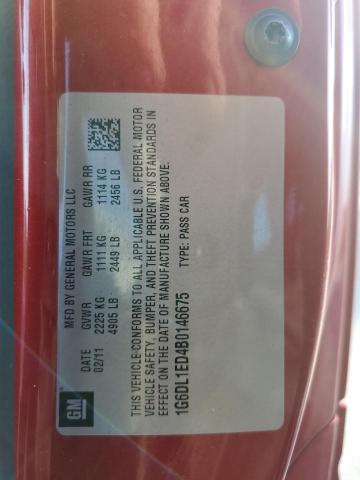 MFD BY GENERAL MOTORS LLC
DATE GVWR GAWR FRT GAWR RR
02/11 2225 KG 1111 KG 1114 KG
4905 LB 2449 LB 2456 LB
THIS VEHICLE CONFORMS TO ALL APPLICABLE U.S. FEDERAL MOTOR
VEHICLE SAFETY, BUMPER, AND THEFT PREVENTION STANDARDS IN
EFFECT ON THE DATE OF MANUFACTURE SHOWN ABOVE.
1G6DL1ED4B0146675 TYPE: PASS CAR
GM